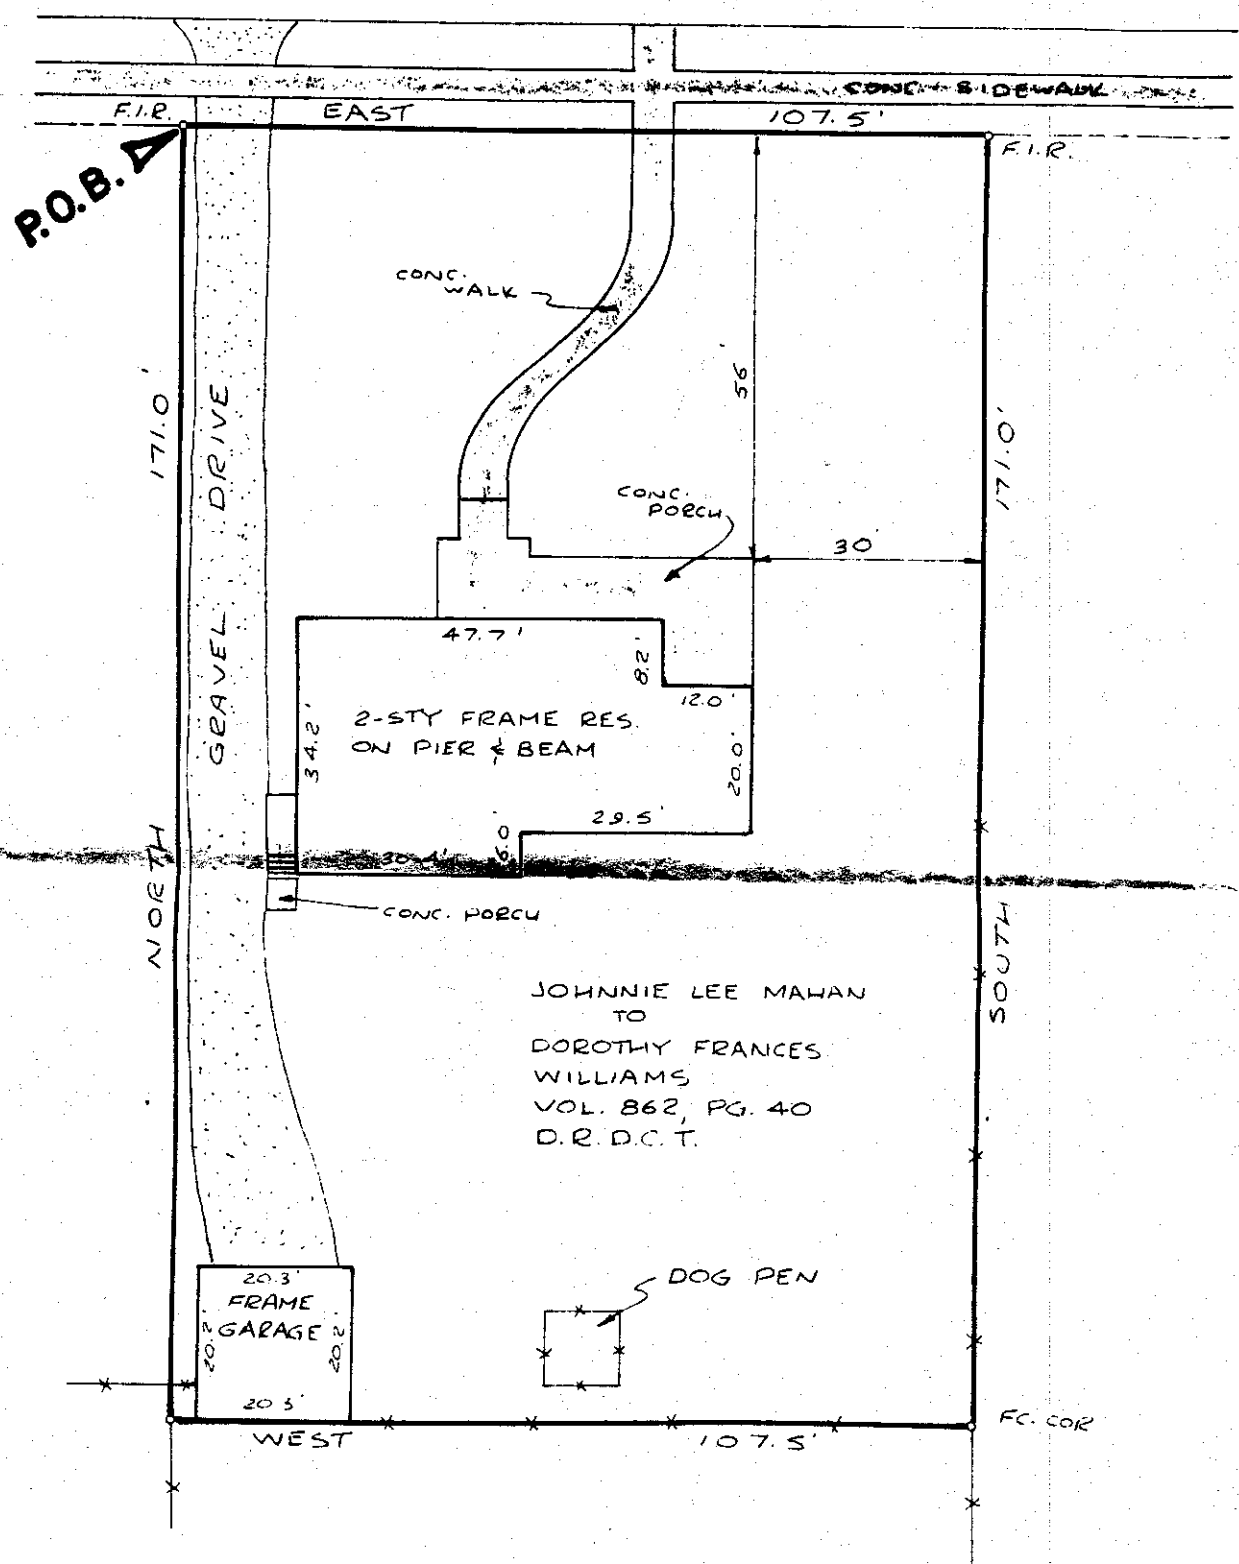 CONC. SIDEWALK
F.I.R.
EAST
107.5'
F.I.R.
P.O.B.
CONC.
WALK
56'
171.0'
GRAVEL DRIVE
171.0'
CONC.
PORCH
30'
47.7'
8.2'
12.0'
34.2'
2-STY FRAME RES.
ON PIER & BEAM
20.0'
29.5'
6.0'
30.4'
NORTH
CONC. PORCH
SOUTH
JOHNNIE LEE MAHAN
TO
DOROTHY FRANCES
WILLIAMS
VOL. 862, PG. 40
D.R.D.C.T.
20.3'
FRAME
GARAGE
20.2'
20.2'
20.3'
DOG PEN
FC. COR
WEST
107.5'